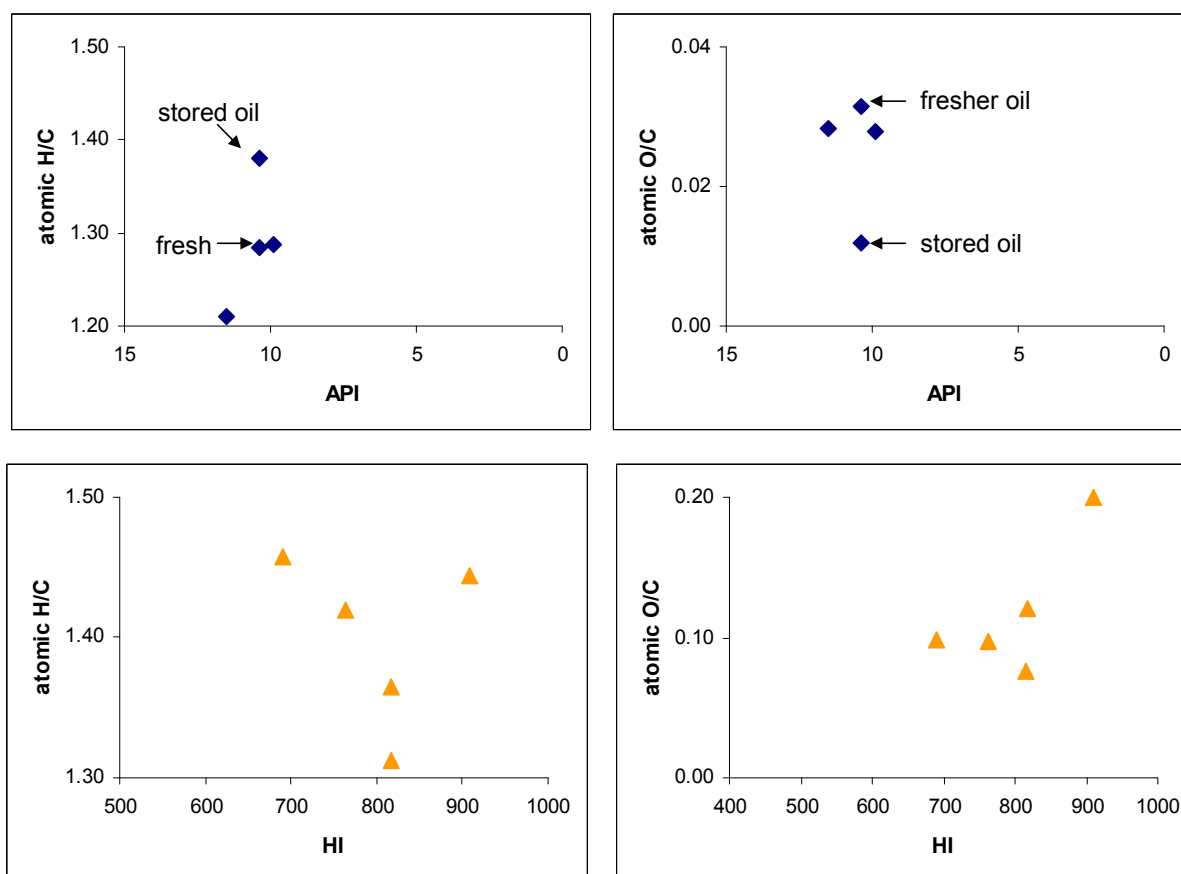 1.50
stored oil
1.40
atomic H/C
fresh
1.30
1.20
15 10 5 0
API
0.04
fresher oil
atomic O/C
0.02
stored oil
0.00
15 10 5 0
API
1.50
atomic H/C
1.40
1.30
500 600 700 800 900 1000
HI
0.20
atomic O/C
0.10
0.00
400 500 600 700 800 900 1000
HI